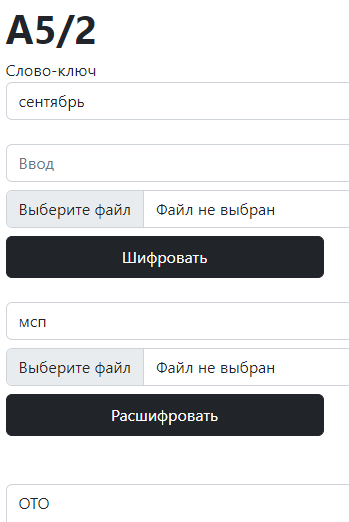 A5/2
Слово-ключ
сентябрь
Ввод
Выберите файл Файл не выбран
Шифровать
мсп
Выберите файл Файл не выбран
Расшифровать
ОТО